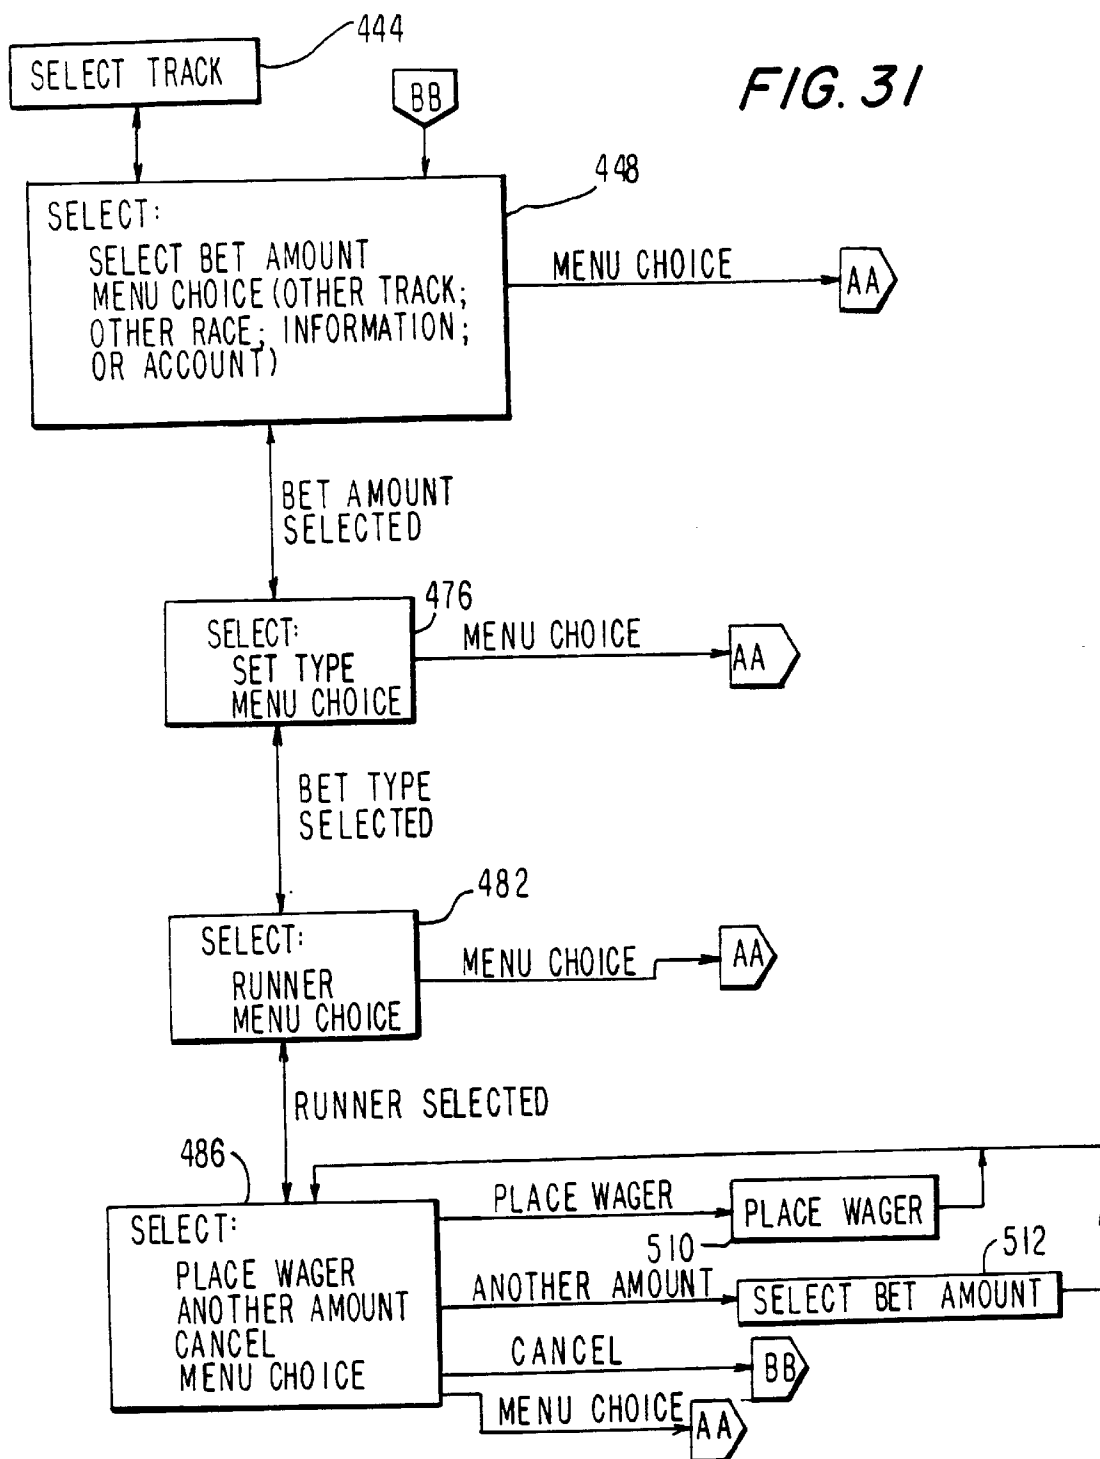 444
SELECT TRACK
BB
FIG. 31
448
SELECT:
SELECT BET AMOUNT
MENU CHOICE (OTHER TRACK;
OTHER RACE; INFORMATION;
OR ACCOUNT)
MENU CHOICE
AA
BET AMOUNT
SELECTED
476
SELECT:
SET TYPE
MENU CHOICE
MENU CHOICE
AA
BET TYPE
SELECTED
482
SELECT:
RUNNER
MENU CHOICE
MENU CHOICE
AA
RUNNER SELECTED
486
SELECT:
PLACE WAGER
ANOTHER AMOUNT
CANCEL
MENU CHOICE
PLACE WAGER
PLACE WAGER
510
512
ANOTHER AMOUNT
SELECT BET AMOUNT
CANCEL
BB
MENU CHOICE
AA